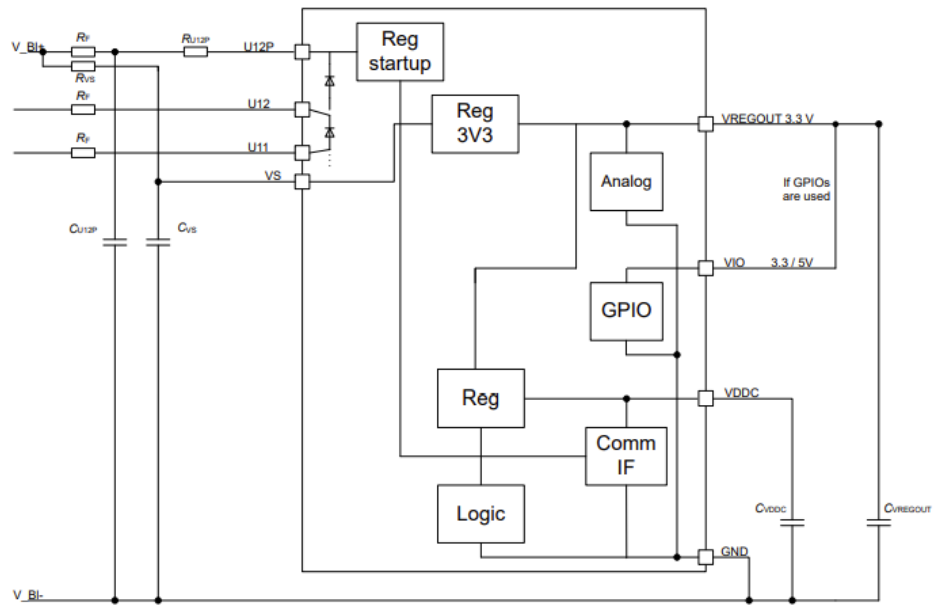 V_BI+ RF RU12P U12P
Reg
startup
RVS
RF U12
RF U11
VS
Reg
3V3
VREGOUT 3.3 V
Analog
If GPIOs
are used
CU12P CVS
VIO 3.3 / 5V
GPIO
Reg
VDDC
Comm
IF
Logic
CVDDC CVREGOUT
GND
V_BI-